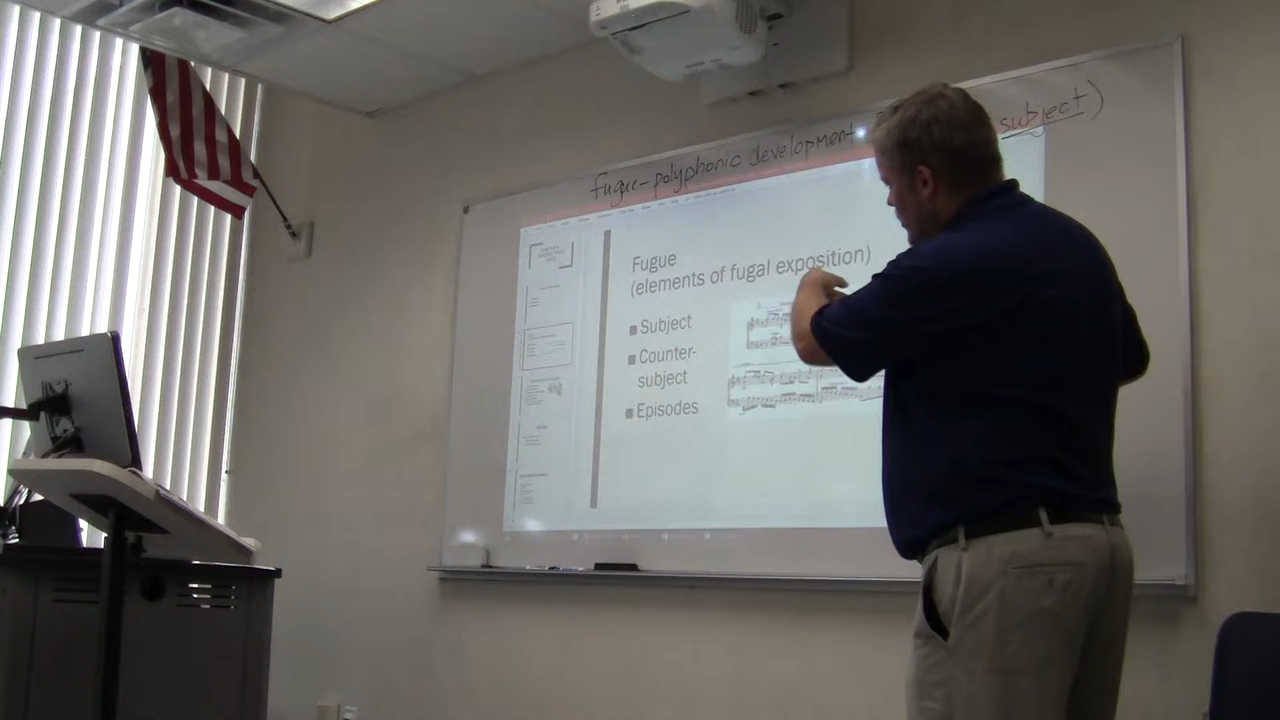 fugue - polyphonic development subject)
Fugue
(elements of fugal exposition)
Subject
Counter-
subject
Episodes